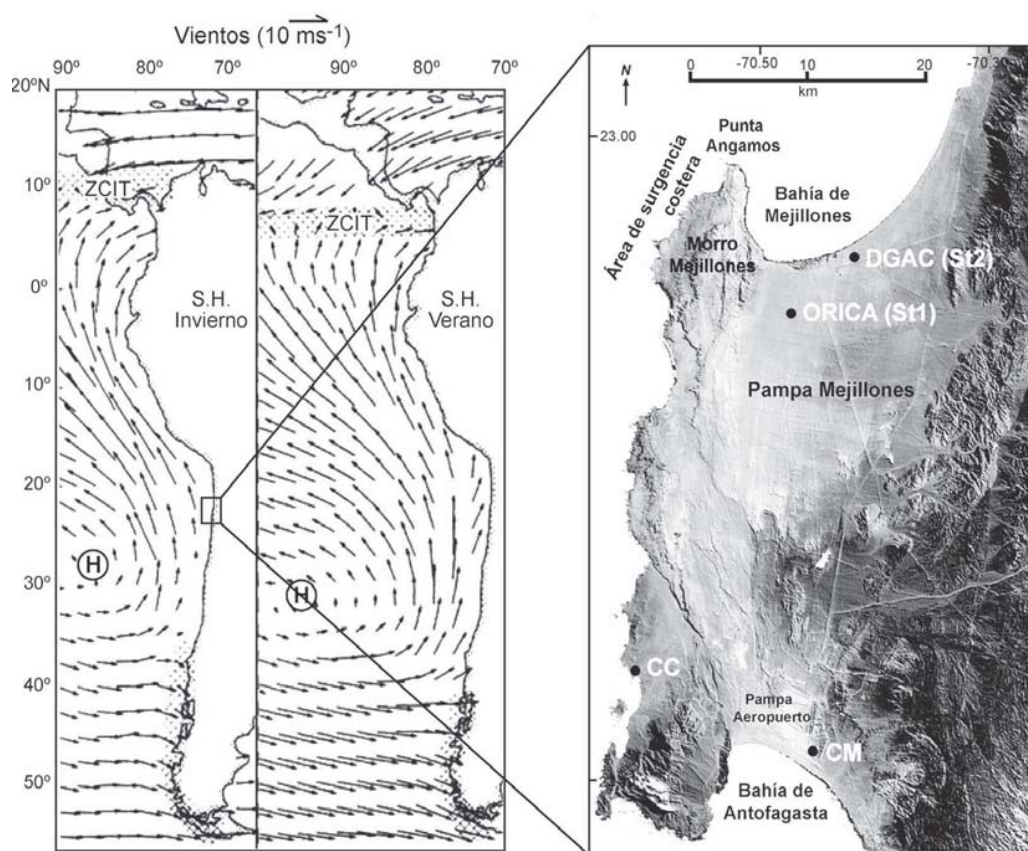 Vientos (10 ms-1)
90º
80º
70º
90º
80º
70º
20ºN
10º
0º
10º
20º
30º
40º
50º
ZCIT
ZCIT
S.H.
Invierno
S.H.
Verano
H
H
N
0
-70.50
10
20
-70.30
km
23.00
Punta
Angamos
Área de surgencia
costera
Bahía de
Mejillones
Morro
Mejillones
DGAC (St2)
ORICA (St1)
Pampa Mejillones
CC
Pampa
Aeropuerto
CM
Bahía de
Antofagasta